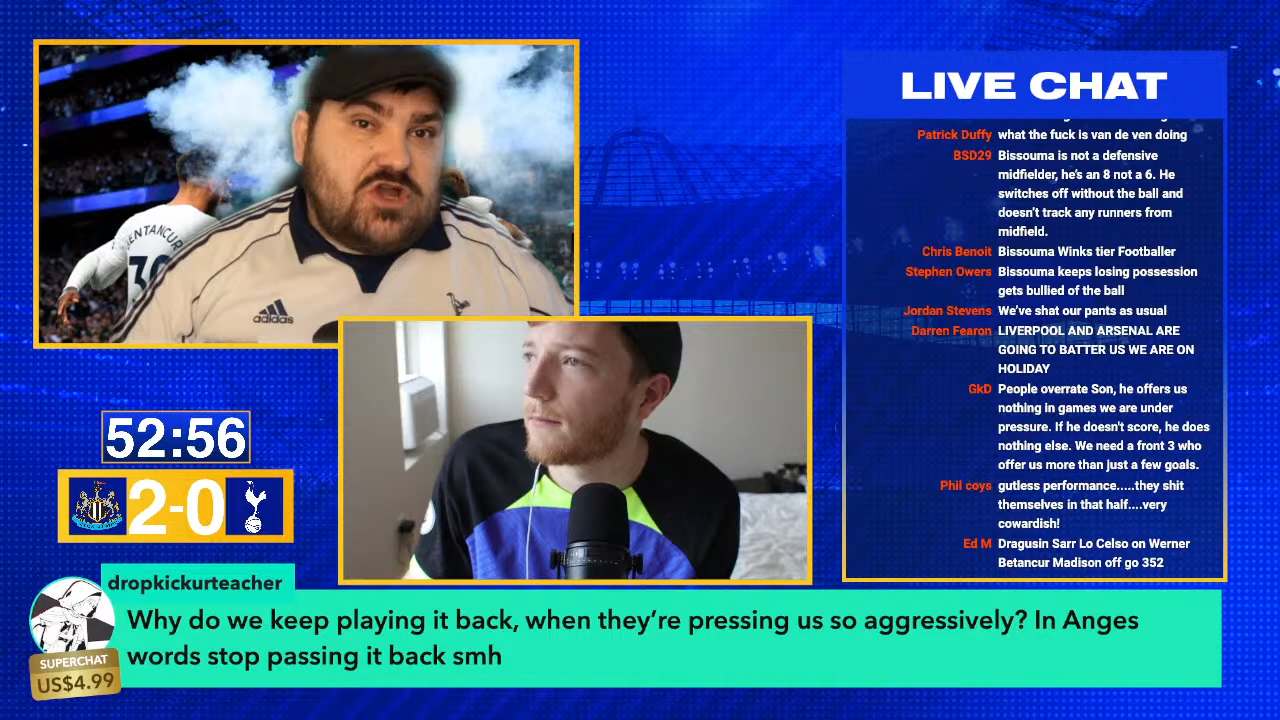 LIVE CHAT
Patrick Duffy what the fuck is van de ven doing
BSD29 Bissouma is not a defensive
midfielder, he's an 8 not a 6. He
switches off without the ball and
doesn't track any runners from
midfield.
Chris Benoit Bissouma Winks tier Footballer
Stephen Owers Bissouma keeps losing possession
gets bullied of the ball
Jordan Stevens We've shat our pants as usual
Darren Fearon LIVERPOOL AND ARSENAL ARE
GOING TO BATTER US WE ARE ON
HOLIDAY
GkD People overrate Son, he offers us
nothing in games we are under
pressure. If he doesn't score, he does
nothing else. We need a front 3 who
offer us more than just a few goals.
Phil coys gutless performance.....they shit
themselves in that half....very
cowardish!
Ed M Dragusin Sarr Lo Celso on Werner
Betancur Madison off go 352
ENTANCUR
30
adidas
52:56
2-0
dropkickurteacher
Why do we keep playing it back, when they're pressing us so aggressively? In Anges
words stop passing it back smh
SUPERCHAT
US$4.99